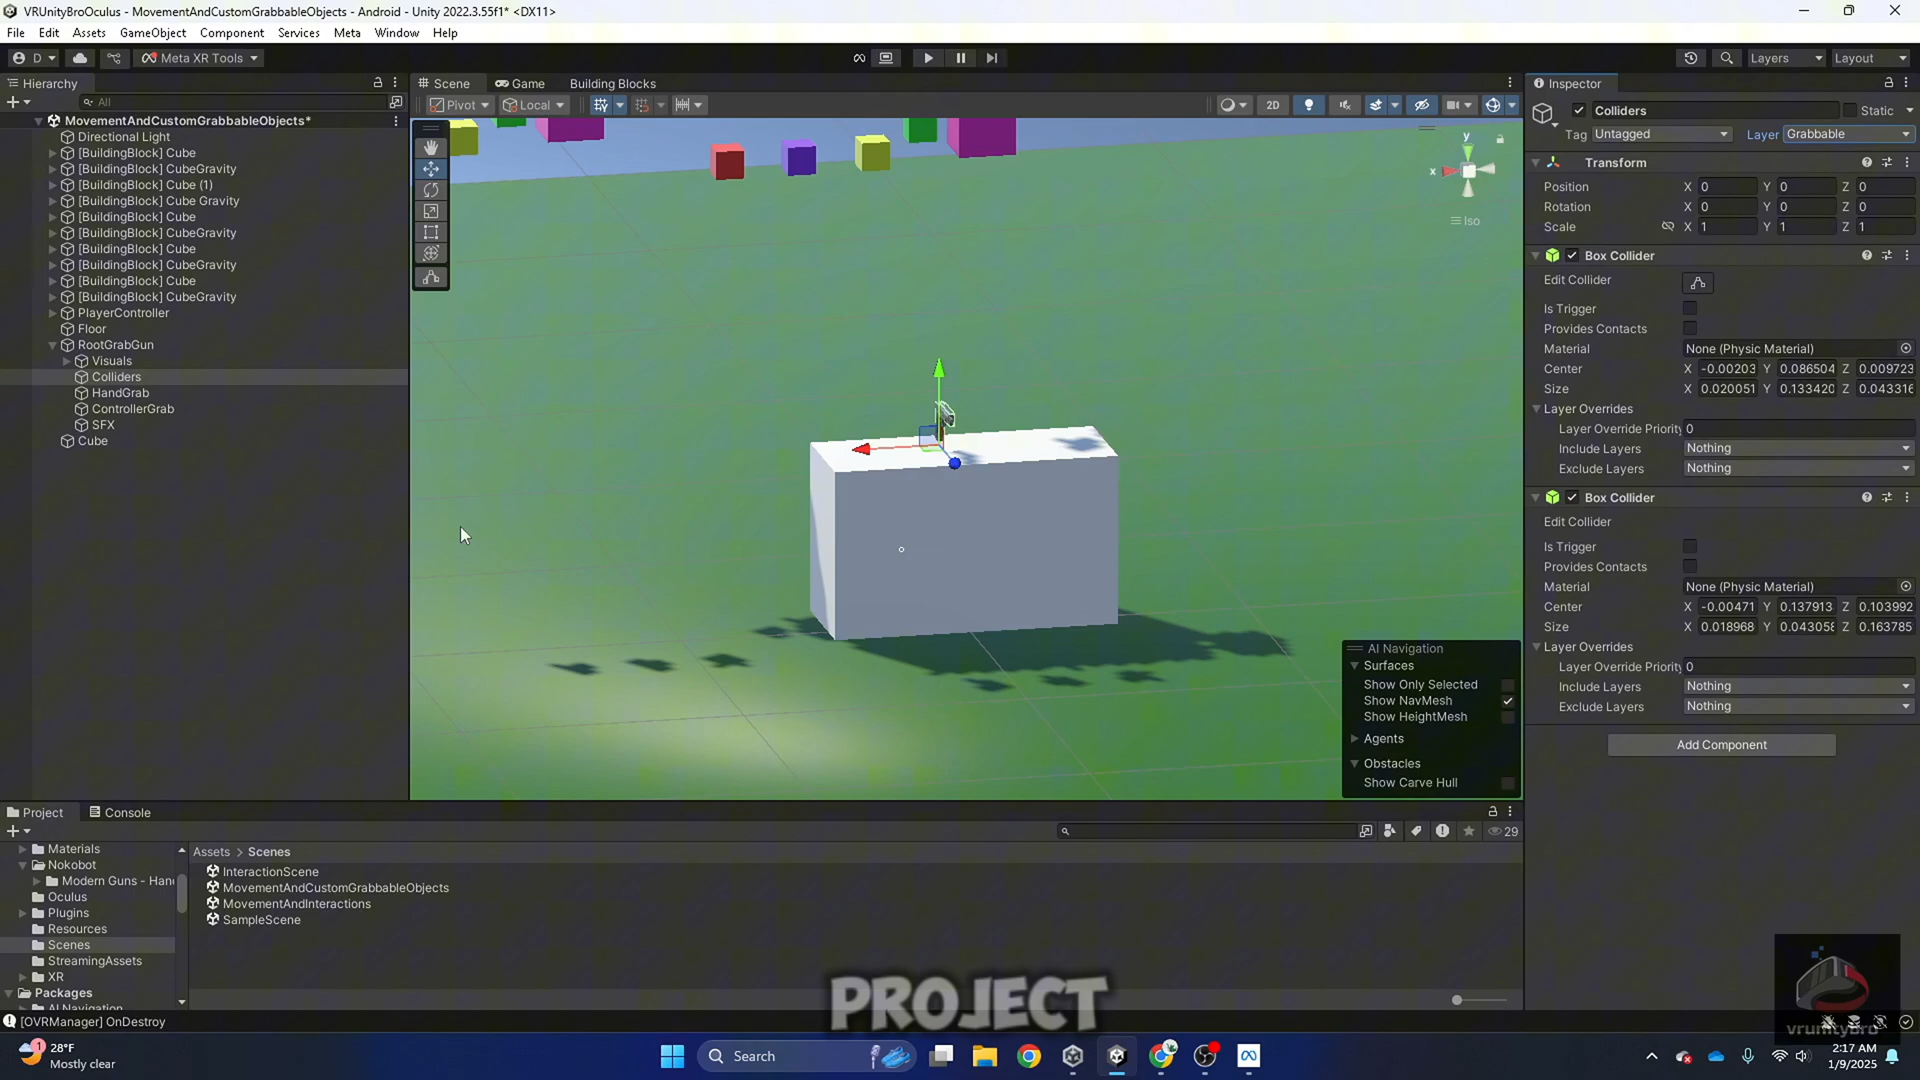 VRUnityBroOculus - MovementAndCustomGrabbableObjects - Android - Unity 2022.3.55f1* <DX11>
File Edit Assets GameObject Component Services Meta Window Help
D Meta XR Tools Layers Layout
Hierarchy
All
MovementAndCustomGrabbableObjects*
Directional Light
[BuildingBlock] Cube
[BuildingBlock] CubeGravity
[BuildingBlock] Cube (1)
[BuildingBlock] Cube Gravity
[BuildingBlock] Cube
[BuildingBlock] CubeGravity
[BuildingBlock] Cube
[BuildingBlock] CubeGravity
[BuildingBlock] Cube
[BuildingBlock] CubeGravity
PlayerController
Floor
RootGrabGun
Visuals
Colliders
HandGrab
ControllerGrab
SFX
Cube
Scene Game Building Blocks
Pivot Local 2D
y
x
Iso
AI Navigation
Surfaces
Show Only Selected
Show NavMesh
Show HeightMesh
Agents
Obstacles
Show Carve Hull
Inspector
Colliders Static
Tag Untagged Layer Grabbable
Transform
Position X 0 Y 0 Z 0
Rotation X 0 Y 0 Z 0
Scale X 1 Y 1 Z 1
Box Collider
Edit Collider
Is Trigger
Provides Contacts
Material None (Physic Material)
Center X -0.00203 Y 0.086504 Z 0.009723
Size X 0.020051 Y 0.133420 Z 0.043316
Layer Overrides
Layer Override Priority 0
Include Layers Nothing
Exclude Layers Nothing
Box Collider
Edit Collider
Is Trigger
Provides Contacts
Material None (Physic Material)
Center X -0.00471 Y 0.137913 Z 0.103992
Size X 0.018968 Y 0.043058 Z 0.163785
Layer Overrides
Layer Override Priority 0
Include Layers Nothing
Exclude Layers Nothing
Add Component
Project Console
29
Materials
Nokobot
Modern Guns - Han
Oculus
Plugins
Resources
Scenes
StreamingAssets
XR
Packages
AI Navigation
Assets > Scenes
InteractionScene
MovementAndCustomGrabbableObjects
MovementAndInteractions
SampleScene
PROJECT
vrunitybro
[OVRManager] OnDestroy
1
28°F
Mostly clear
Search
2:17 AM
1/9/2025